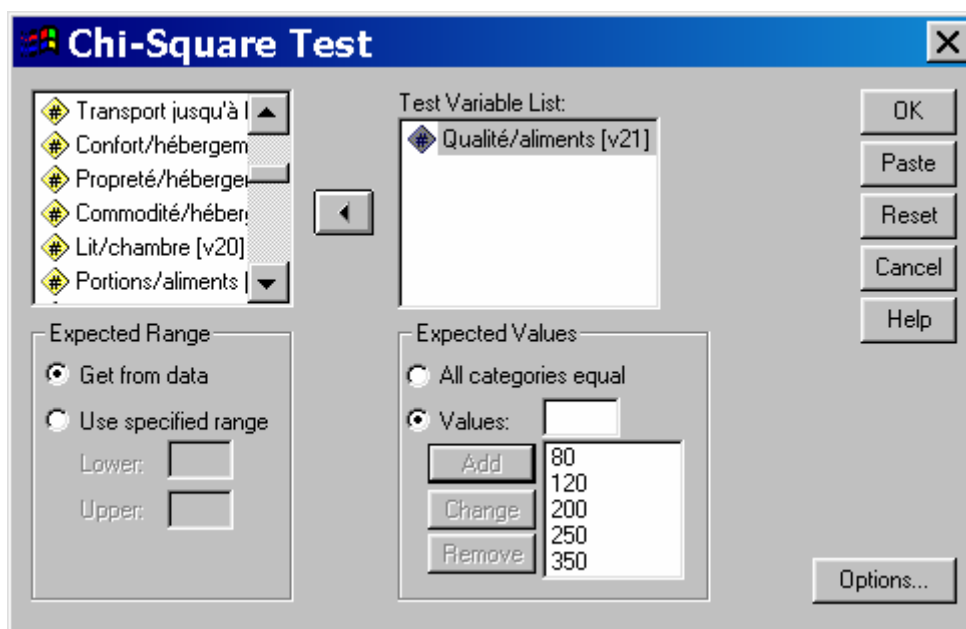 Chi-Square Test
Transport jusqu'à l
Confort/hébergem
Propreté/héberger
Commodité/héberg
Lit/chambre [v20]
Portions/aliments [
Test Variable List:
Qualité/aliments [v21]
OK
Paste
Reset
Cancel
Help
Expected Range
Get from data
Use specified range
Lower:
Upper:
Expected Values
All categories equal
Values:
Add
Change
Remove
80
120
200
250
350
Options...